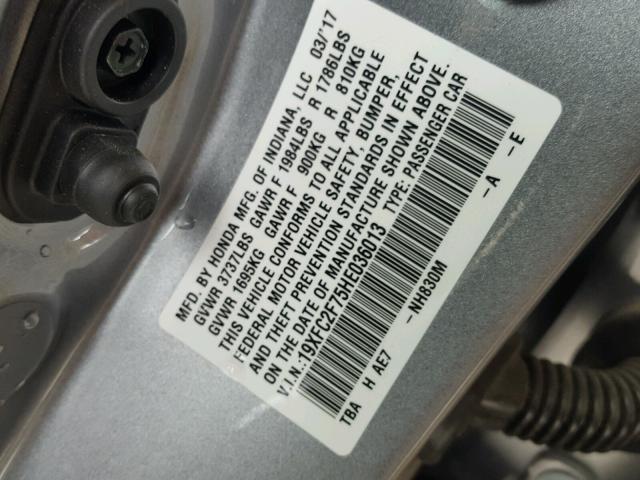 MFD. BY HONDA MFG. OF INDIANA, LLC 03/'17
GVWR 3737LBS GAWR F 1984LBS R 1786LBS
GVWR 1695KG GAWR F 900KG R 810KG
THIS VEHICLE CONFORMS TO ALL APPLICABLE
FEDERAL MOTOR VEHICLE SAFETY, BUMPER,
AND THEFT PREVENTION STANDARDS IN EFFECT
ON THE DATE OF MANUFACTURE SHOWN ABOVE.
V.I.N.:19XFC2F75HE036013 TYPE: PASSENGER CAR
TBA H AE7 -NH830M -A -E